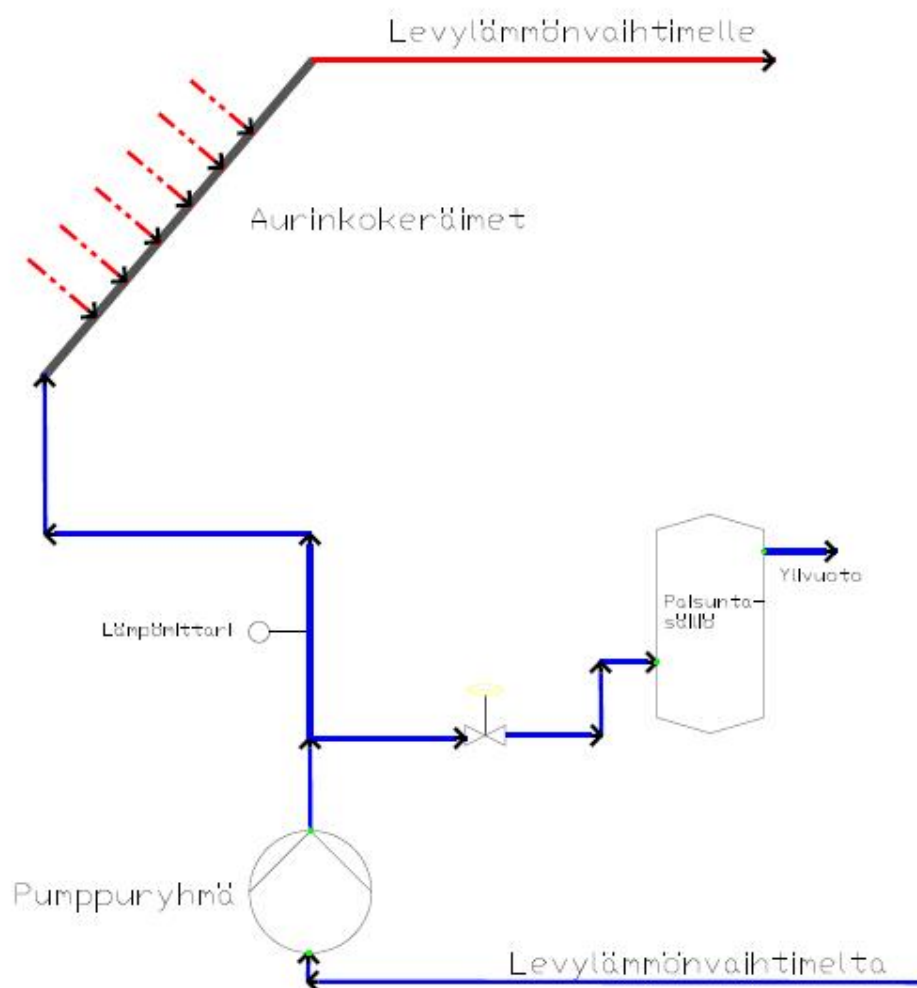 Levylämmönvaihtimelle
Aurinkokeräimet
Ylivuoto
Paisunta-
säiliö
Lämpömittari
Pumppuryhmä
Levylämmönvaihtimelta